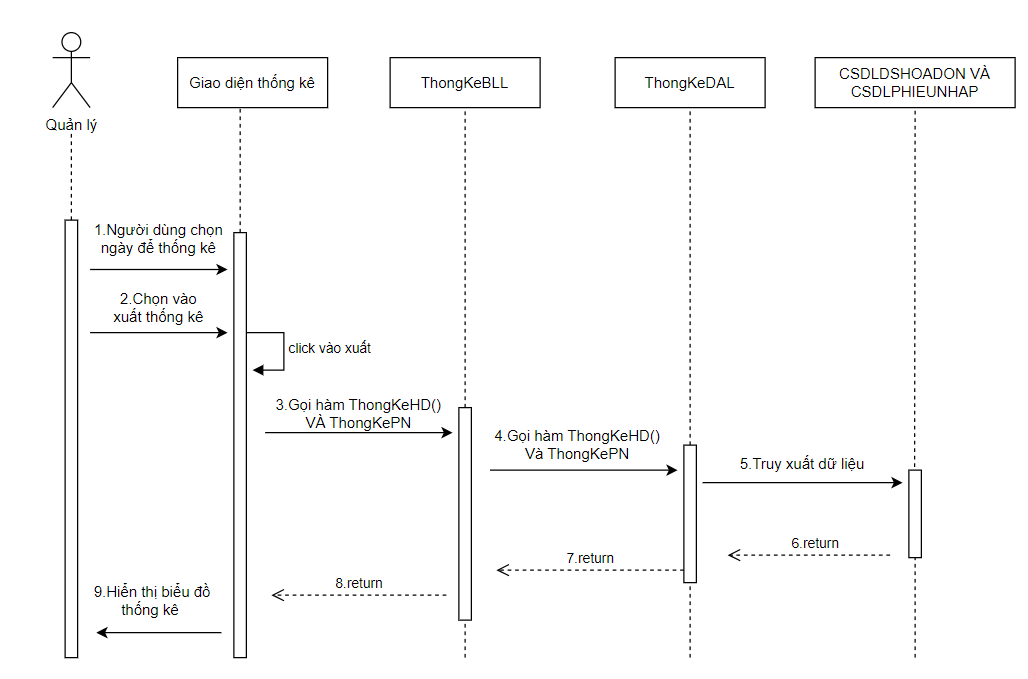 Quản lý
Giao diện thống kê
ThongKeBLL
ThongKeDAL
CSDLDSHOADON VÀ
CSDLPHIEUNHAP
1.Người dùng chọn
ngày để thống kê
2.Chọn vào
xuất thống kê
click vào xuất
3.Gọi hàm ThongKeHD()
VÀ ThongKePN
4.Gọi hàm ThongKeHD()
Và ThongKePN
5.Truy xuất dữ liệu
6.return
7.return
8.return
9.Hiển thị biểu đồ
thống kê